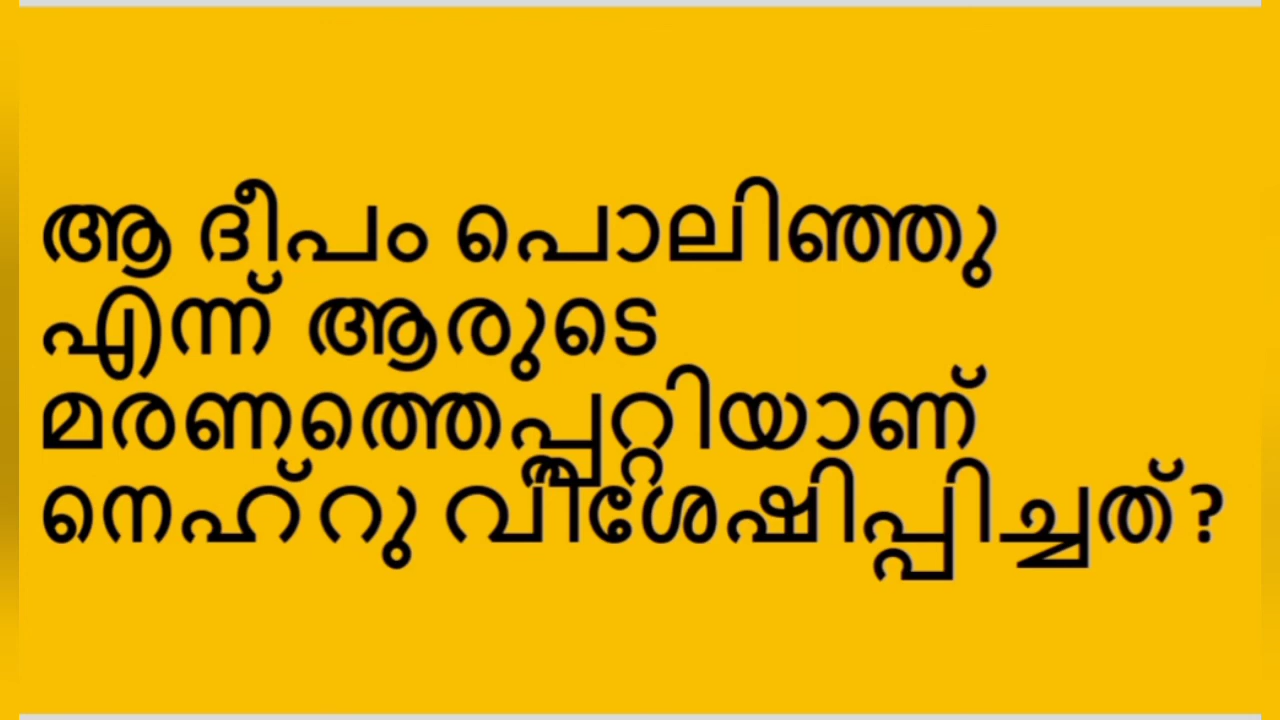 ആ ദീപം പൊലിഞ്ഞു
എന്ന് ആരുടെ
മരണത്തെപ്പറ്റിയാണ്
നെഹ്റു വിശേഷിപ്പിച്ചത്?